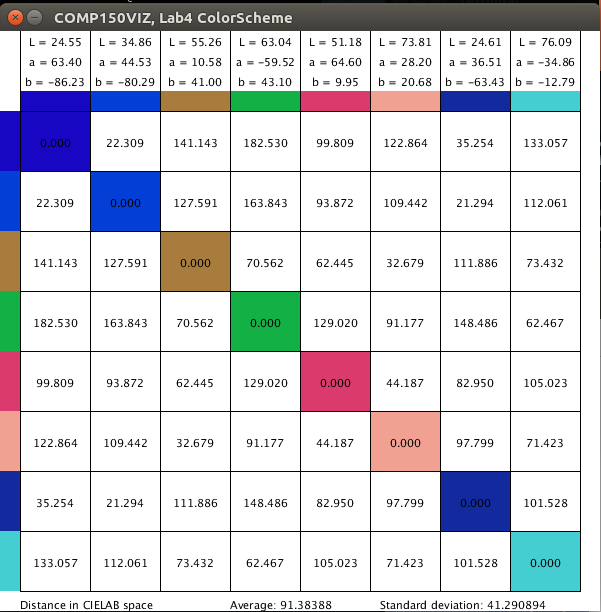 COMP150VIZ, Lab4 ColorScheme
L = 24.55 L = 34.86 L = 55.26 L = 63.04 L = 51.18 L = 73.81 L = 24.61 L = 76.09
a = 63.40 a = 44.53 a = 10.58 a = −59.52 a = 64.60 a = 28.20 a = 36.51 a = −34.86
b = −86.23 b = −80.29 b = 41.00 b = 43.10 b = 9.95 b = 20.68 b = −63.43 b = −12.79
0.000 22.309 141.143 182.530 99.809 122.864 35.254 133.057
22.309 0.000 127.591 163.843 93.872 109.442 21.294 112.061
141.143 127.591 0.000 70.562 62.445 32.679 111.886 73.432
182.530 163.843 70.562 0.000 129.020 91.177 148.486 62.467
99.809 93.872 62.445 129.020 0.000 44.187 82.950 105.023
122.864 109.442 32.679 91.177 44.187 0.000 97.799 71.423
35.254 21.294 111.886 148.486 82.950 97.799 0.000 101.528
133.057 112.061 73.432 62.467 105.023 71.423 101.528 0.000
Distance in CIELAB space Average: 91.38388 Standard deviation: 41.290894